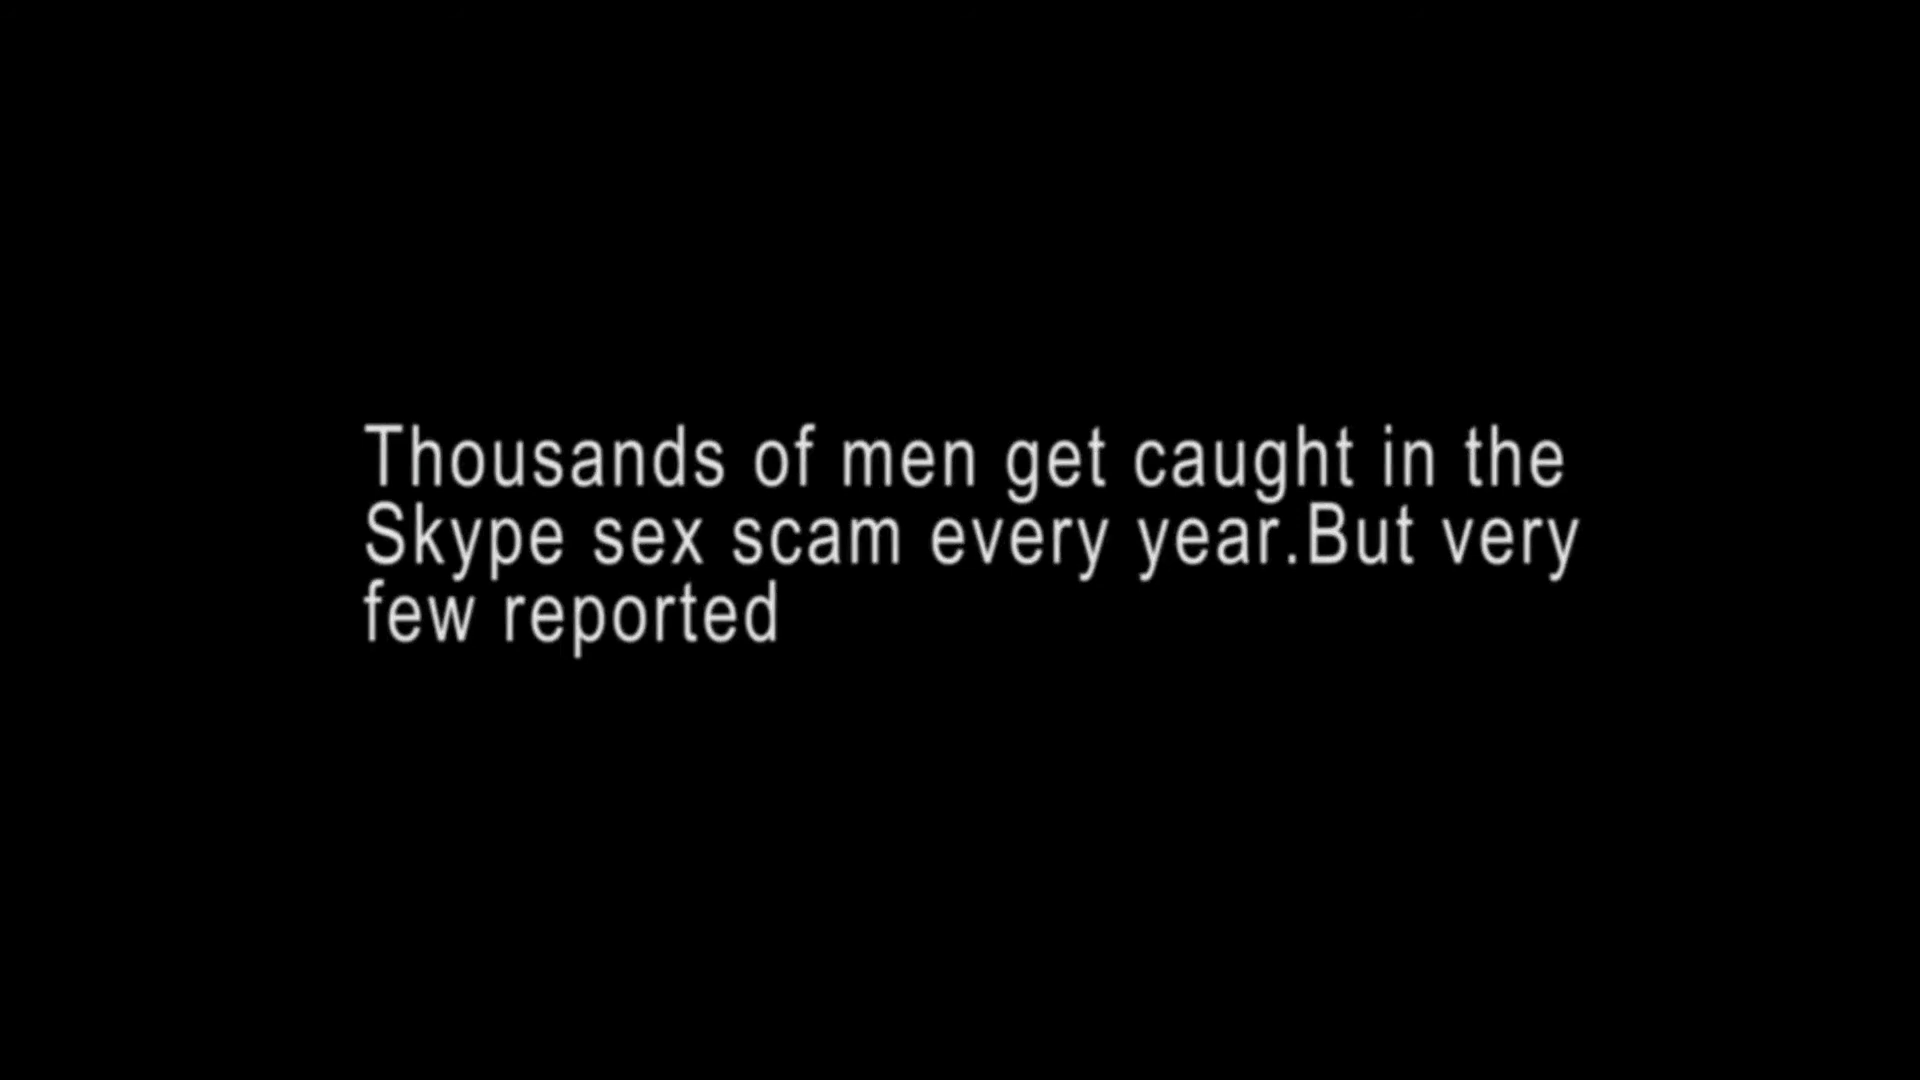 Thousands of men get caught in the
Skype sex scam every year.But very
few reported